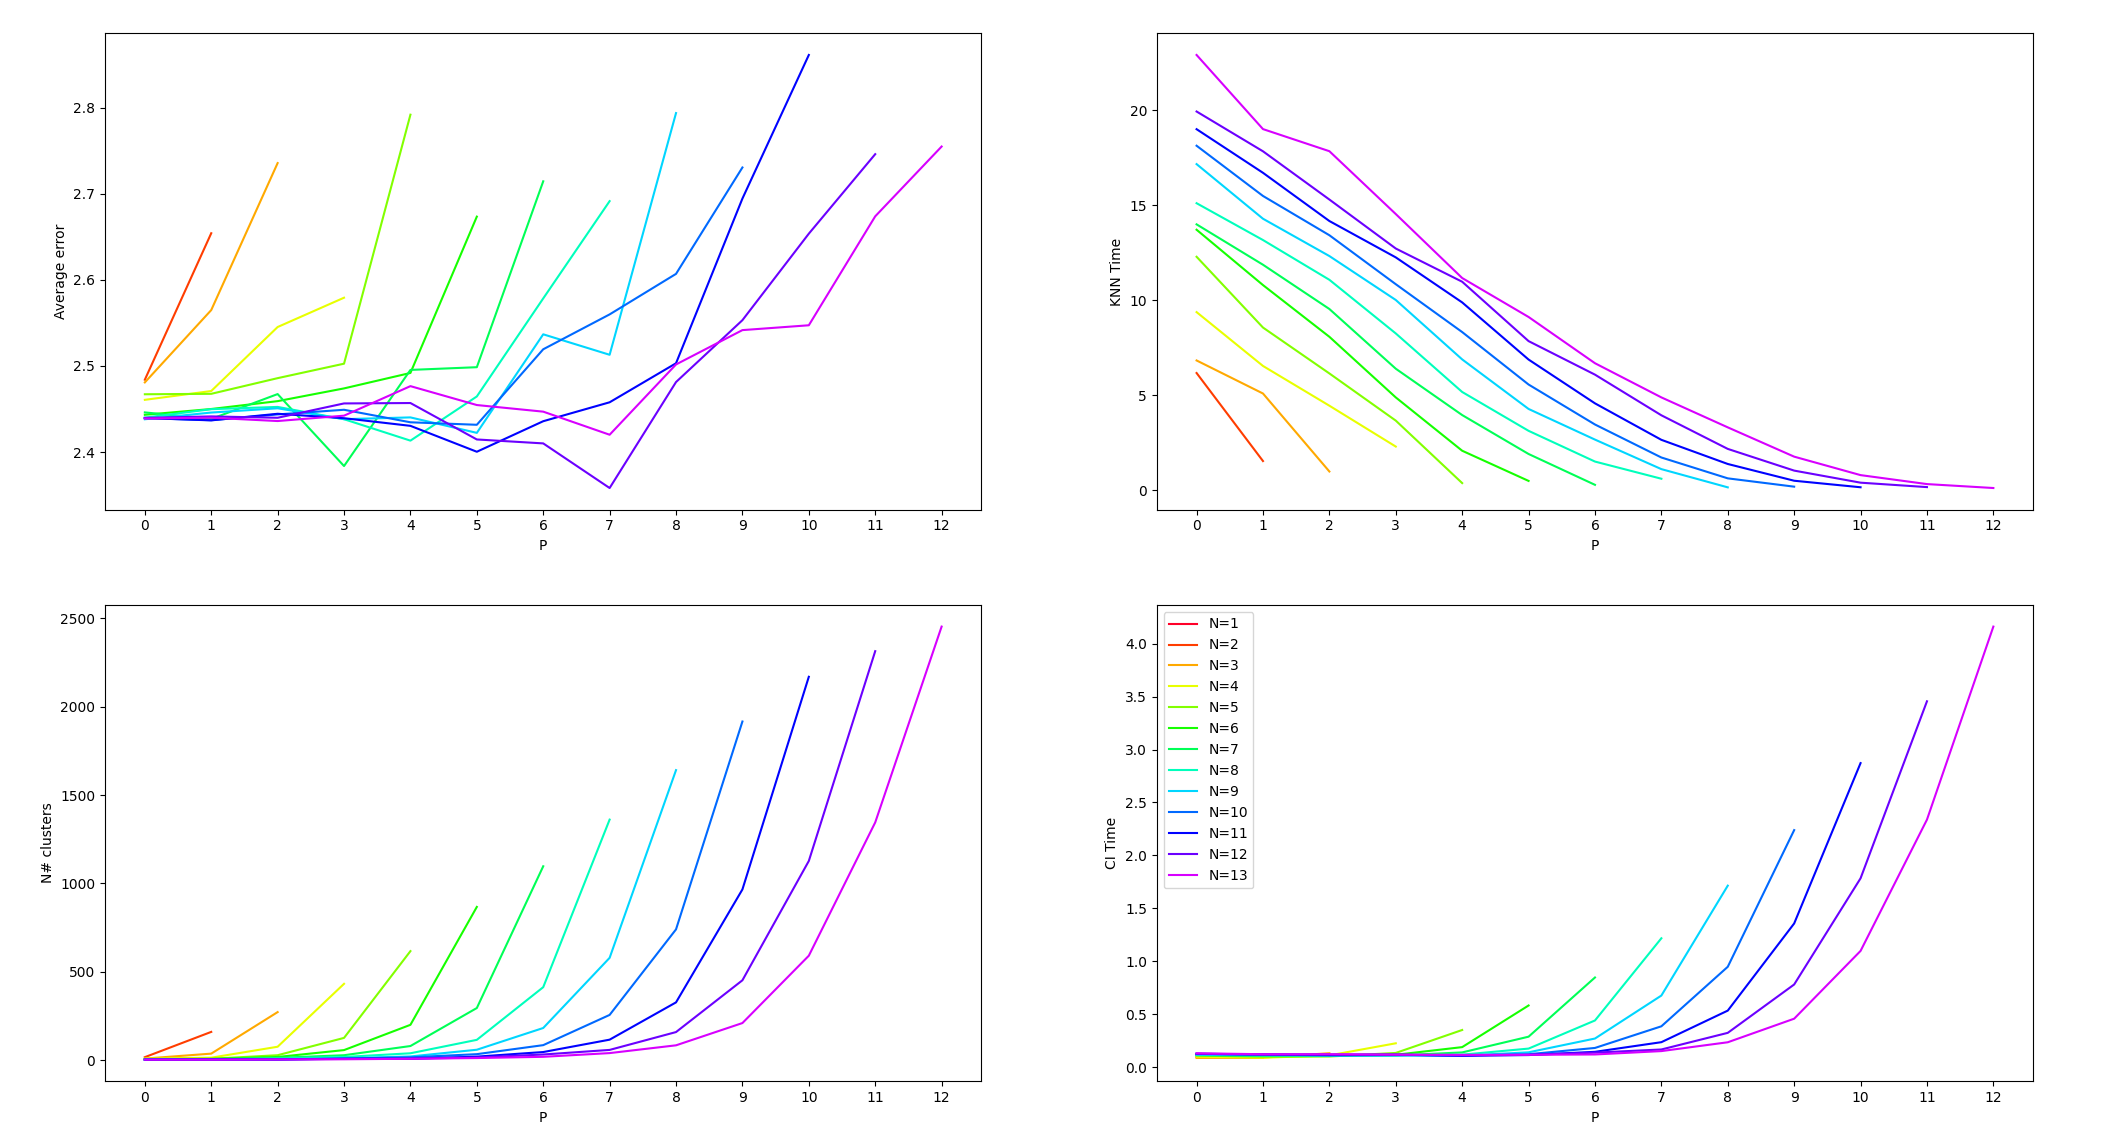 2.8
2.7
2.6
2.5
2.4
Average error
0 1 2 3 4 5 6 7 8 9 10 11 12
P
20
15
10
5
0
KNN Time
0 1 2 3 4 5 6 7 8 9 10 11 12
P
2500
2000
1500
1000
500
0
N# clusters
0 1 2 3 4 5 6 7 8 9 10 11 12
P
4.0
3.5
3.0
2.5
2.0
1.5
1.0
0.5
0.0
CI Time
N=1
N=2
N=3
N=4
N=5
N=6
N=7
N=8
N=9
N=10
N=11
N=12
N=13
0 1 2 3 4 5 6 7 8 9 10 11 12
P